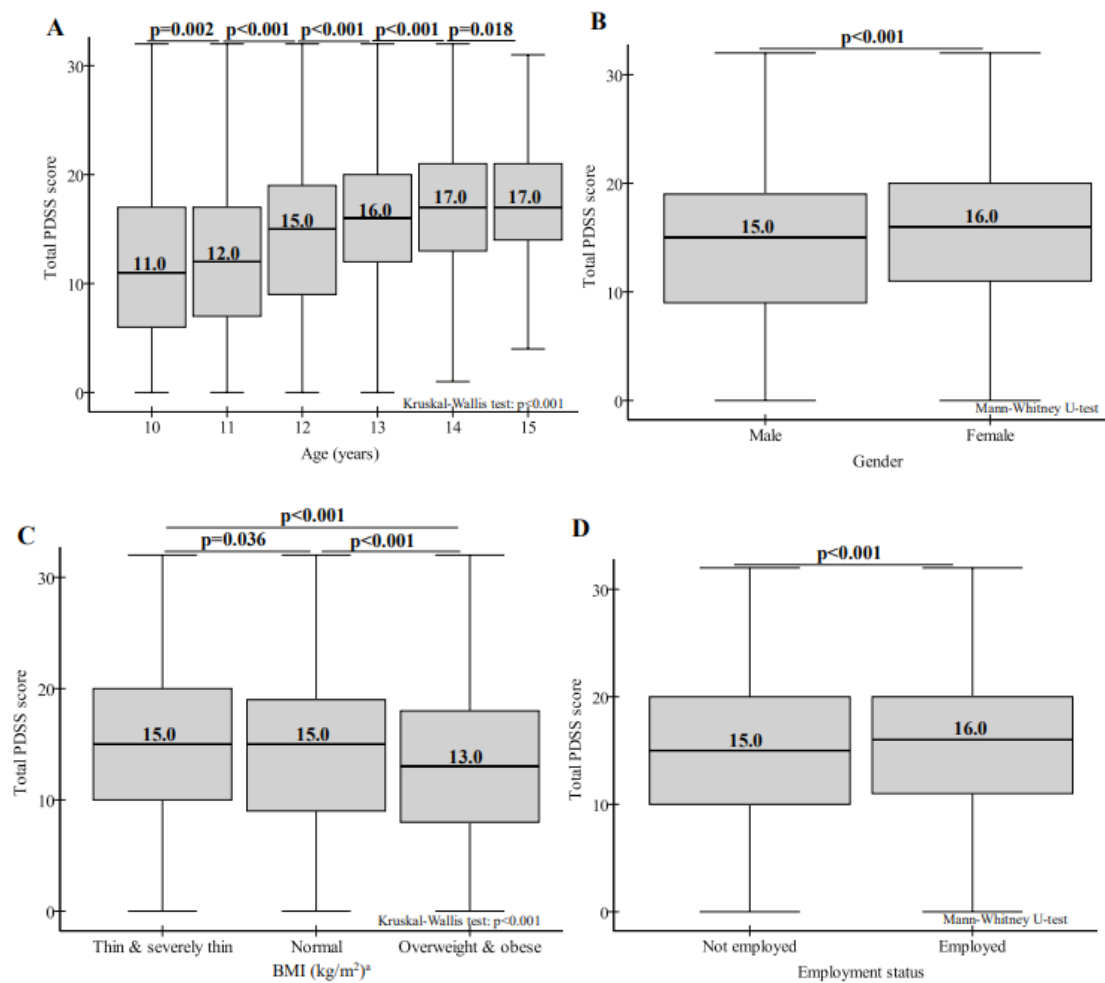 A
p=0.002 p<0.001 p<0.001 p<0.001 p=0.018
30
20
10
0
Total PDSS score
11.0 12.0 15.0 16.0 17.0 17.0
Kruskal-Wallis test: p<0.001
10 11 12 13 14 15
Age (years)
B
p<0.001
30
20
10
0
Total PDSS score
15.0 16.0
Mann-Whitney U-test
Male Female
Gender
C
p<0.001
p=0.036 p<0.001
30
20
10
0
Total PDSS score
15.0 15.0 13.0
Kruskal-Wallis test: p<0.001
Thin & severely thin Normal Overweight & obese
BMI (kg/m²)ª
D
p<0.001
30
20
10
0
Total PDSS score
15.0 16.0
Mann-Whitney U-test
Not employed Employed
Employment status